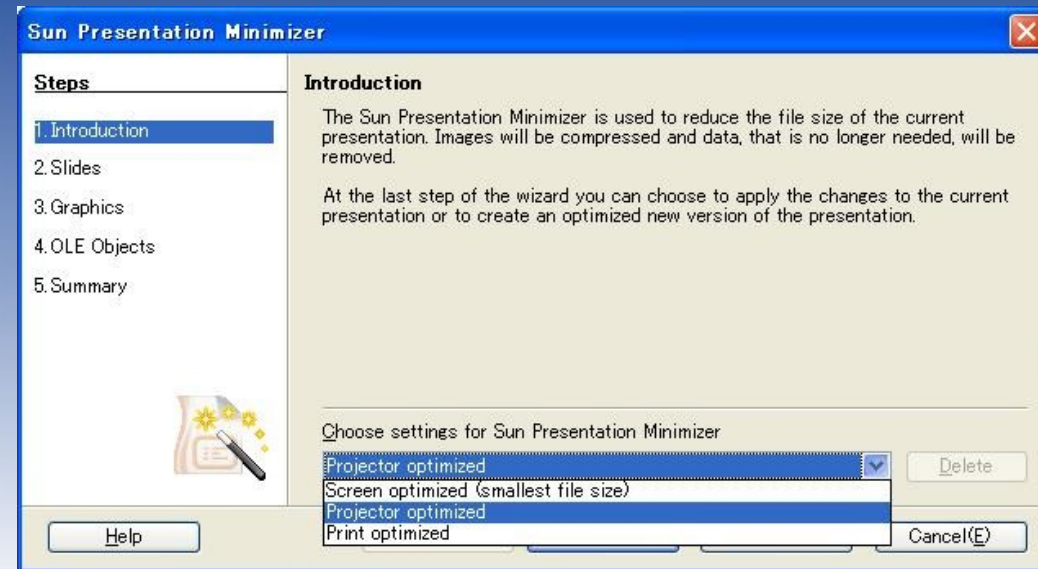 Sun Presentation Minimizer
Steps
1. Introduction
2. Slides
3. Graphics
4. OLE Objects
5. Summary
Introduction
The Sun Presentation Minimizer is used to reduce the file size of the current
presentation. Images will be compressed and data, that is no longer needed, will be
removed.
At the last step of the wizard you can choose to apply the changes to the current
presentation or to create an optimized new version of the presentation.
Choose settings for Sun Presentation Minimizer
Projector optimized
Delete
Screen optimized (smallest file size)
Projector optimized
Print optimized
Help
Cancel(E)